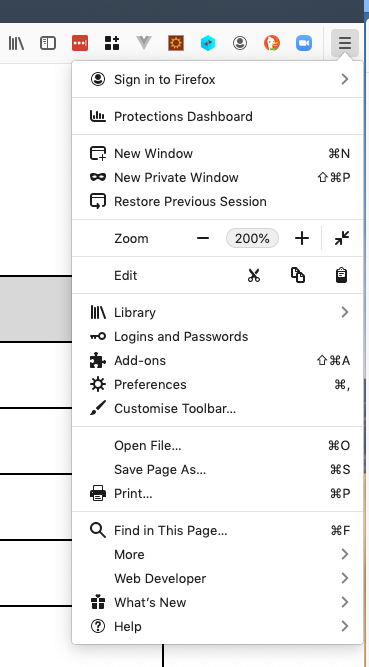 Sign in to Firefox
Protections Dashboard
New Window ⌘N
New Private Window ⇧⌘P
Restore Previous Session
Zoom − 200% +
Edit
Library
Logins and Passwords
Add-ons ⇧⌘A
Preferences ⌘,
Customise Toolbar...
Open File... ⌘O
Save Page As... ⌘S
Print... ⌘P
Find in This Page... ⌘F
More
Web Developer
What's New
Help